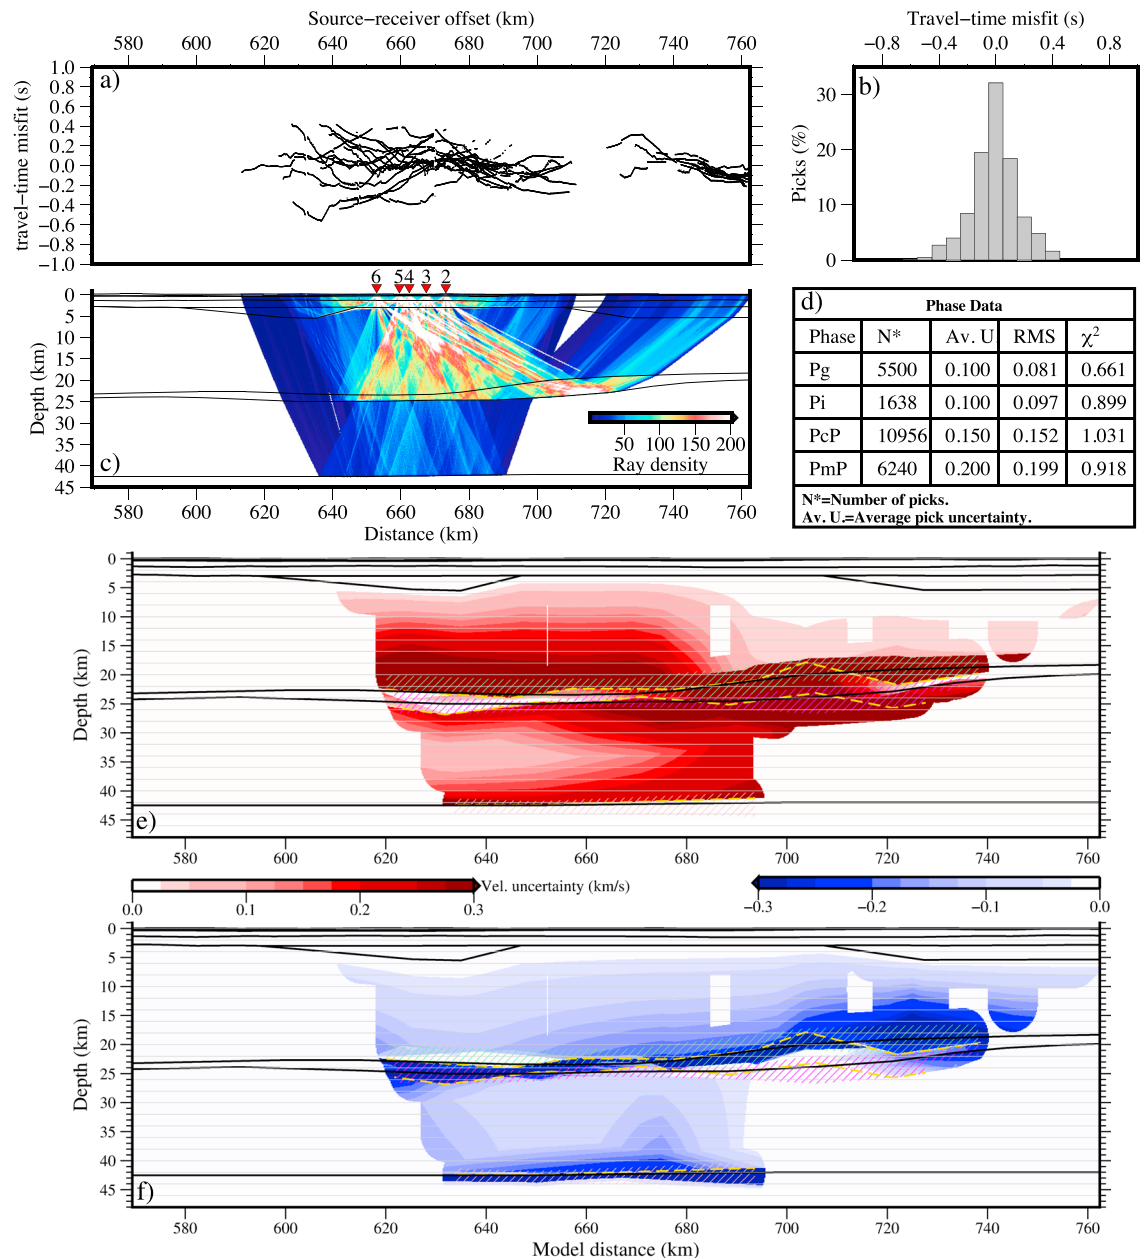 Source−receiver offset (km)
580 600 620 640 660 680 700 720 740 760
travel−time misfit (s)
1.0
0.8
0.6
0.4
0.2
0.0
−0.2
−0.4
−0.6
−0.8
−1.0
a)
Travel−time misfit (s)
−0.8 −0.4 0.0 0.4 0.8
b)
Picks (%)
30
20
10
0
6 5 4 3 2
Depth (km)
0
5
10
15
20
25
30
35
40
45
c)
50 100 150 200
Ray density
580 600 620 640 660 680 700 720 740 760
Distance (km)
d)
Phase Data
Phase N* Av. U. RMS χ2
Pg 5500 0.100 0.081 0.661
Pi 1638 0.100 0.097 0.899
PcP 10956 0.150 0.152 1.031
PmP 6240 0.200 0.199 0.918
N*=Number of picks.
Av. U.=Average pick uncertainty.
Depth (km)
0
5
10
15
20
25
30
35
40
45
e)
580 600 620 640 660 680 700 720 740 760
Vel. uncertainty (km/s)
0.0 0.1 0.2 0.3
−0.3 −0.2 −0.1 0.0
Depth (km)
0
5
10
15
20
25
30
35
40
45
f)
580 600 620 640 660 680 700 720 740 760
Model distance (km)